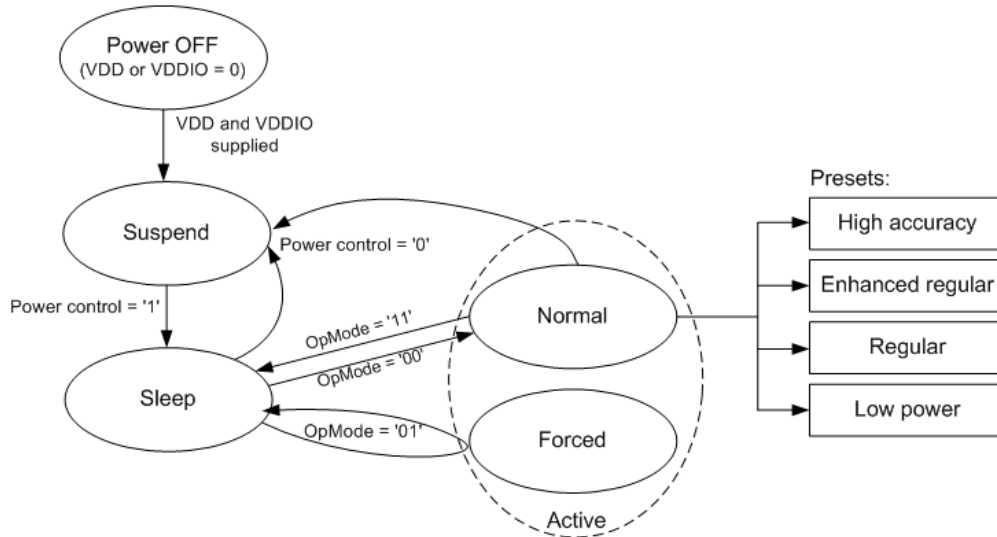 Power OFF
(VDD or VDDIO = 0)
VDD and VDDIO
supplied
Suspend
Power control = '0'
Power control = '1'
Sleep
OpMode = '11'
OpMode = '00'
OpMode = '01'
Normal
Forced
Active
Presets:
High accuracy
Enhanced regular
Regular
Low power